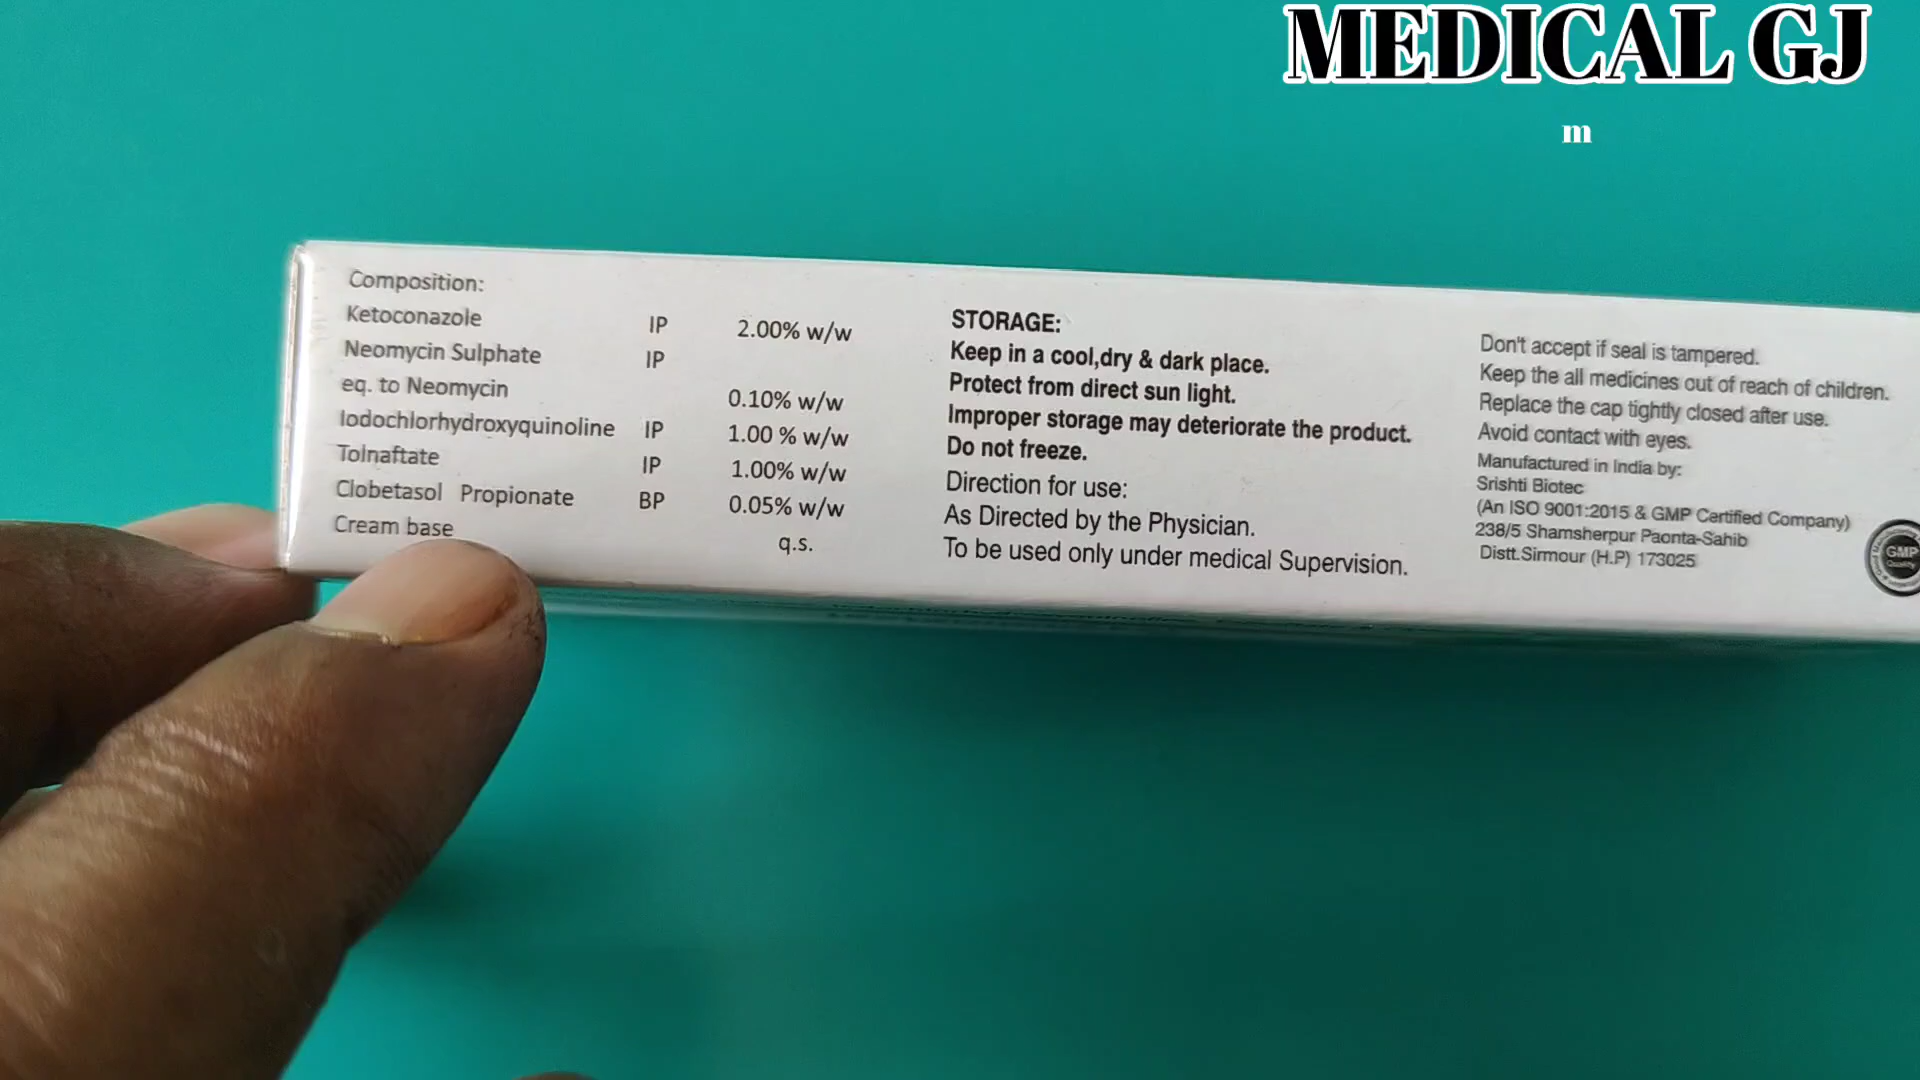 MEDICAL GJ
m
Composition:
Ketoconazole IP 2.00% w/w
Neomycin Sulphate IP
eq. to Neomycin 0.10% w/w
Iodochlorhydroxyquinoline IP 1.00 % w/w
Tolnaftate IP 1.00% w/w
Clobetasol Propionate BP 0.05% w/w
Cream base q.s.
STORAGE:
Keep in a cool,dry & dark place.
Protect from direct sun light.
Improper storage may deteriorate the product.
Do not freeze.
Direction for use:
As Directed by the Physician.
To be used only under medical Supervision.
Don't accept if seal is tampered.
Keep the all medicines out of reach of children.
Replace the cap tightly closed after use.
Avoid contact with eyes.
Manufactured in India by:
Srishti Biotec
(An ISO 9001:2015 & GMP Certified Company)
238/5 Shamsherpur Paonta-Sahib
Distt.Sirmour (H.P) 173025
GMP
Quality